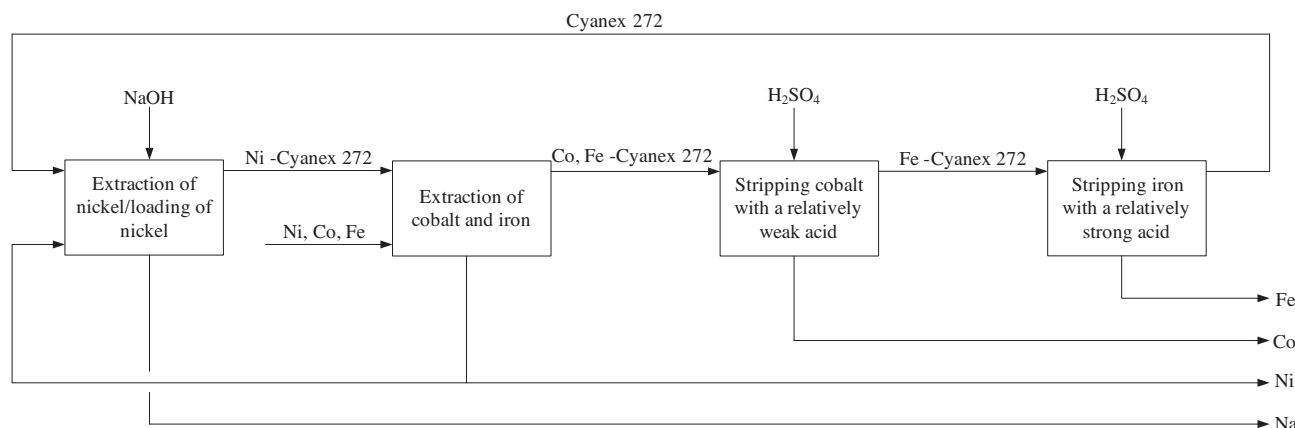 Cyanex 272
NaOH
H₂SO₄
H₂SO₄
Ni -Cyanex 272
Co, Fe -Cyanex 272
Fe -Cyanex 272
Extraction of
nickel/loading of
nickel
Extraction of
cobalt and iron
Stripping cobalt
with a relatively
weak acid
Stripping iron
with a relatively
strong acid
Ni, Co, Fe
Fe
Co
Ni
Na